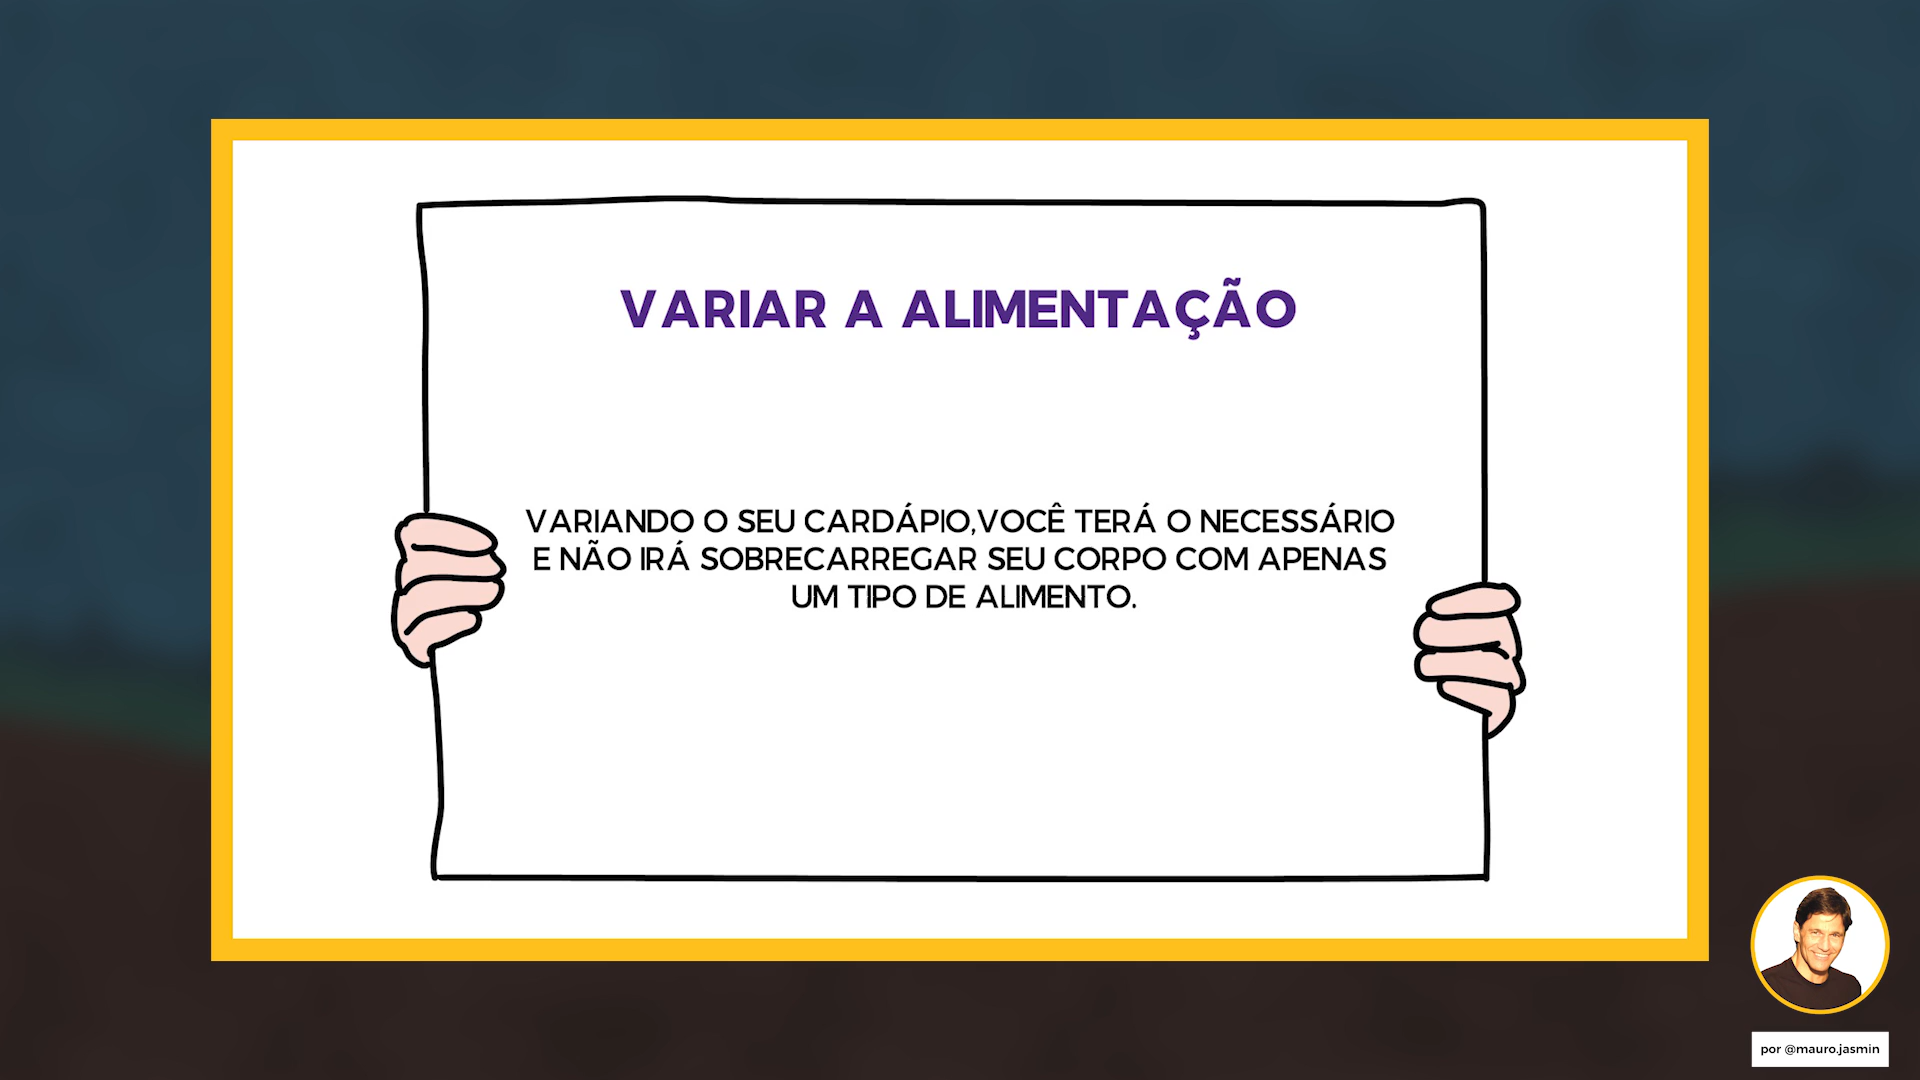 VARIAR A ALIMENTAÇÃO
VARIANDO O SEU CARDÁPIO,VOCÊ TERÁ O NECESSÁRIO
E NÃO IRÁ SOBRECARREGAR SEU CORPO COM APENAS
UM TIPO DE ALIMENTO.
por @mauro.jasmin